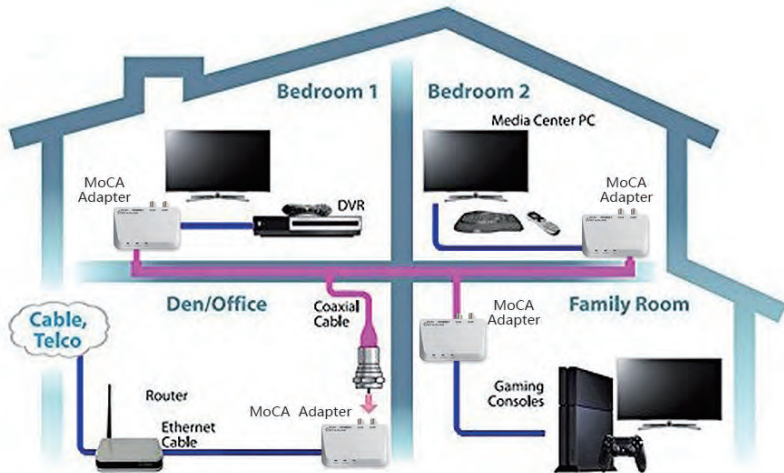 Bedroom 1
Bedroom 2
Media Center PC
MoCA
Adapter
DVR
MoCA
Adapter
Den/Office
Coaxial
Cable
MoCA
Adapter
Family Room
Cable,
Telco
Router
Ethernet
Cable
MoCA Adapter
Gaming
Consoles